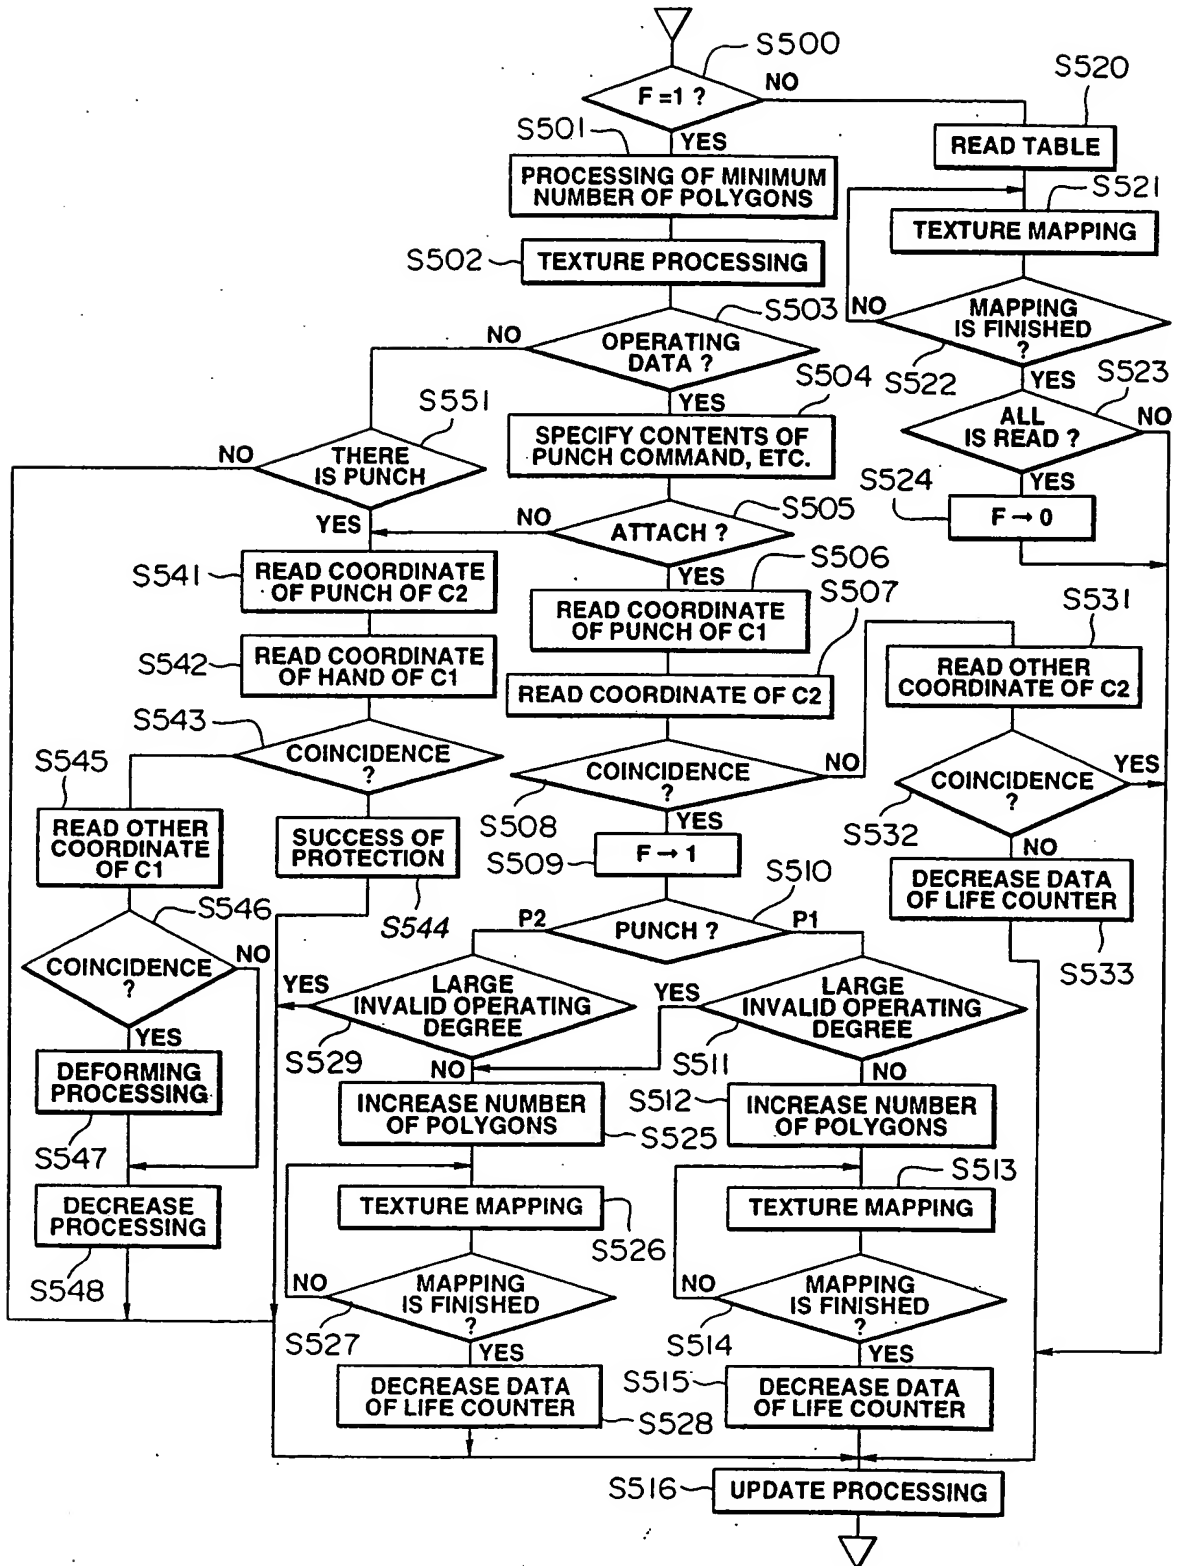 S500
F=1 ?
NO
S520
S501
YES
READ TABLE
PROCESSING OF MINIMUM
NUMBER OF POLYGONS
S521
TEXTURE MAPPING
S502
TEXTURE PROCESSING
S503
NO
OPERATING
DATA ?
NO
MAPPING
IS FINISHED
?
S522
YES
S523
S504
YES
S551
NO
THERE
IS PUNCH
YES
SPECIFY CONTENTS OF
PUNCH COMMAND, ETC.
ALL
IS READ ?
NO
YES
S524
F → 0
S505
NO
ATTACH ?
YES
S506
S507
S541
READ COORDINATE
OF PUNCH OF C2
READ COORDINATE
OF PUNCH OF C1
S531
S542
READ COORDINATE
OF HAND OF C1
READ COORDINATE OF C2
READ OTHER
COORDINATE OF C2
S543
COINCIDENCE
?
COINCIDENCE
?
NO
S508
YES
COINCIDENCE
?
YES
S532
NO
S545
READ OTHER
COORDINATE
OF C1
SUCCESS OF
PROTECTION
S544
S509
F → 1
S510
DECREASE DATA
OF LIFE COUNTER
S533
S546
COINCIDENCE
?
NO
YES
P2
PUNCH ?
P1
YES
LARGE
INVALID OPERATING
DEGREE
S529
NO
YES
LARGE
INVALID OPERATING
DEGREE
S511
NO
DEFORMING
PROCESSING
S547
INCREASE NUMBER
OF POLYGONS
S525
S512
INCREASE NUMBER
OF POLYGONS
S513
DECREASE
PROCESSING
S548
TEXTURE MAPPING
S526
TEXTURE MAPPING
NO
MAPPING
IS FINISHED
?
S527
YES
NO
MAPPING
IS FINISHED
?
S514
YES
DECREASE DATA
OF LIFE COUNTER
S528
S515
DECREASE DATA
OF LIFE COUNTER
S516
UPDATE PROCESSING